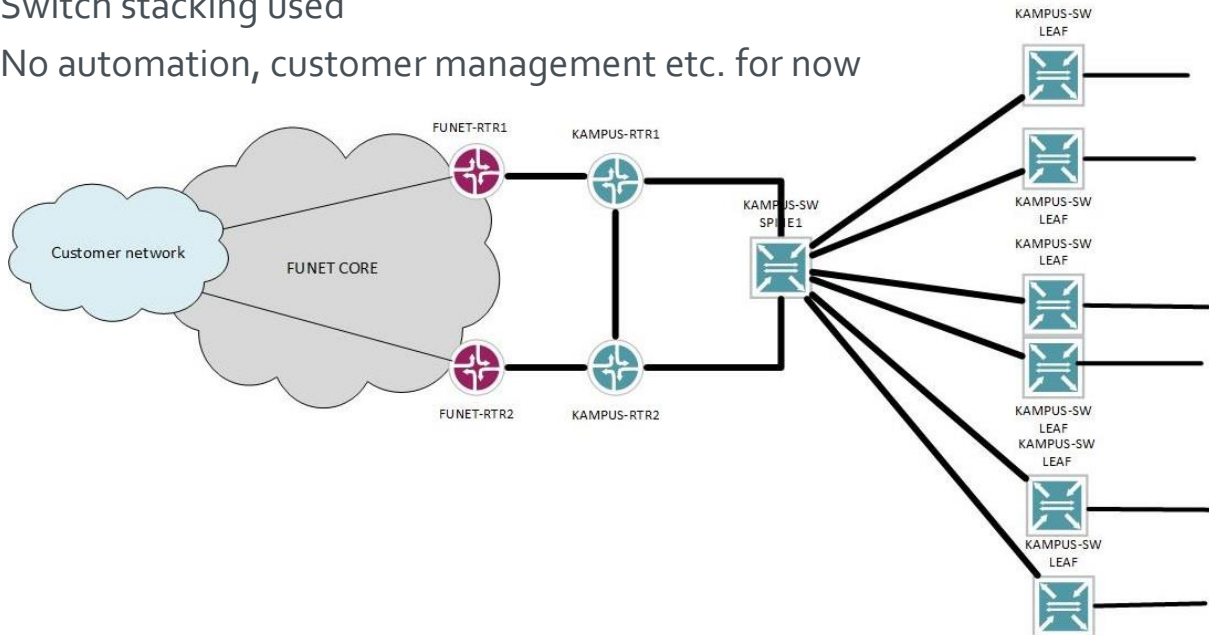 Switch stacking used
No automation, customer management etc. for now
KAMPUS-SW
LEAF
FUNET-RTR1
KAMPUS-RTR1
KAMPUS-SW
SPINE1
KAMPUS-SW
LEAF
KAMPUS-SW
LEAF
Customer network
FUNET CORE
FUNET-RTR2
KAMPUS-RTR2
KAMPUS-SW
LEAF
KAMPUS-SW
LEAF
KAMPUS-SW
LEAF